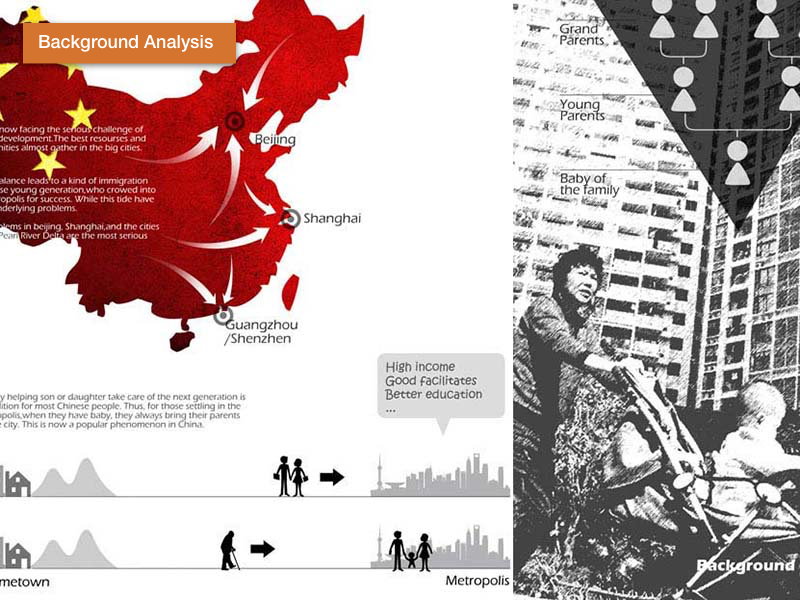 Background Analysis
now facing the serious challenge of
development.The best resourses and
nities almost gather in the big cities.
alance leads to a kind of immigration
se young generation,who crowed into
opolis for success. While this tide have
nderlying problems.
blems in beijing, Shanghai,and the cities
Pearl River Delta are the most serious
Beijing
Shanghai
Guangzhou
/Shenzhen
y helping son or daughter take care of the next generation is
dition for most Chinese people. Thus, for those settling in the
opolis,when they have baby, they always bring their parents
e city. This is now a popular phenomenon in China.
High income
Good facilitates
Better education
...
metown
Metropolis
Grand
Parents
Young
Parents
Baby of
the family
Background